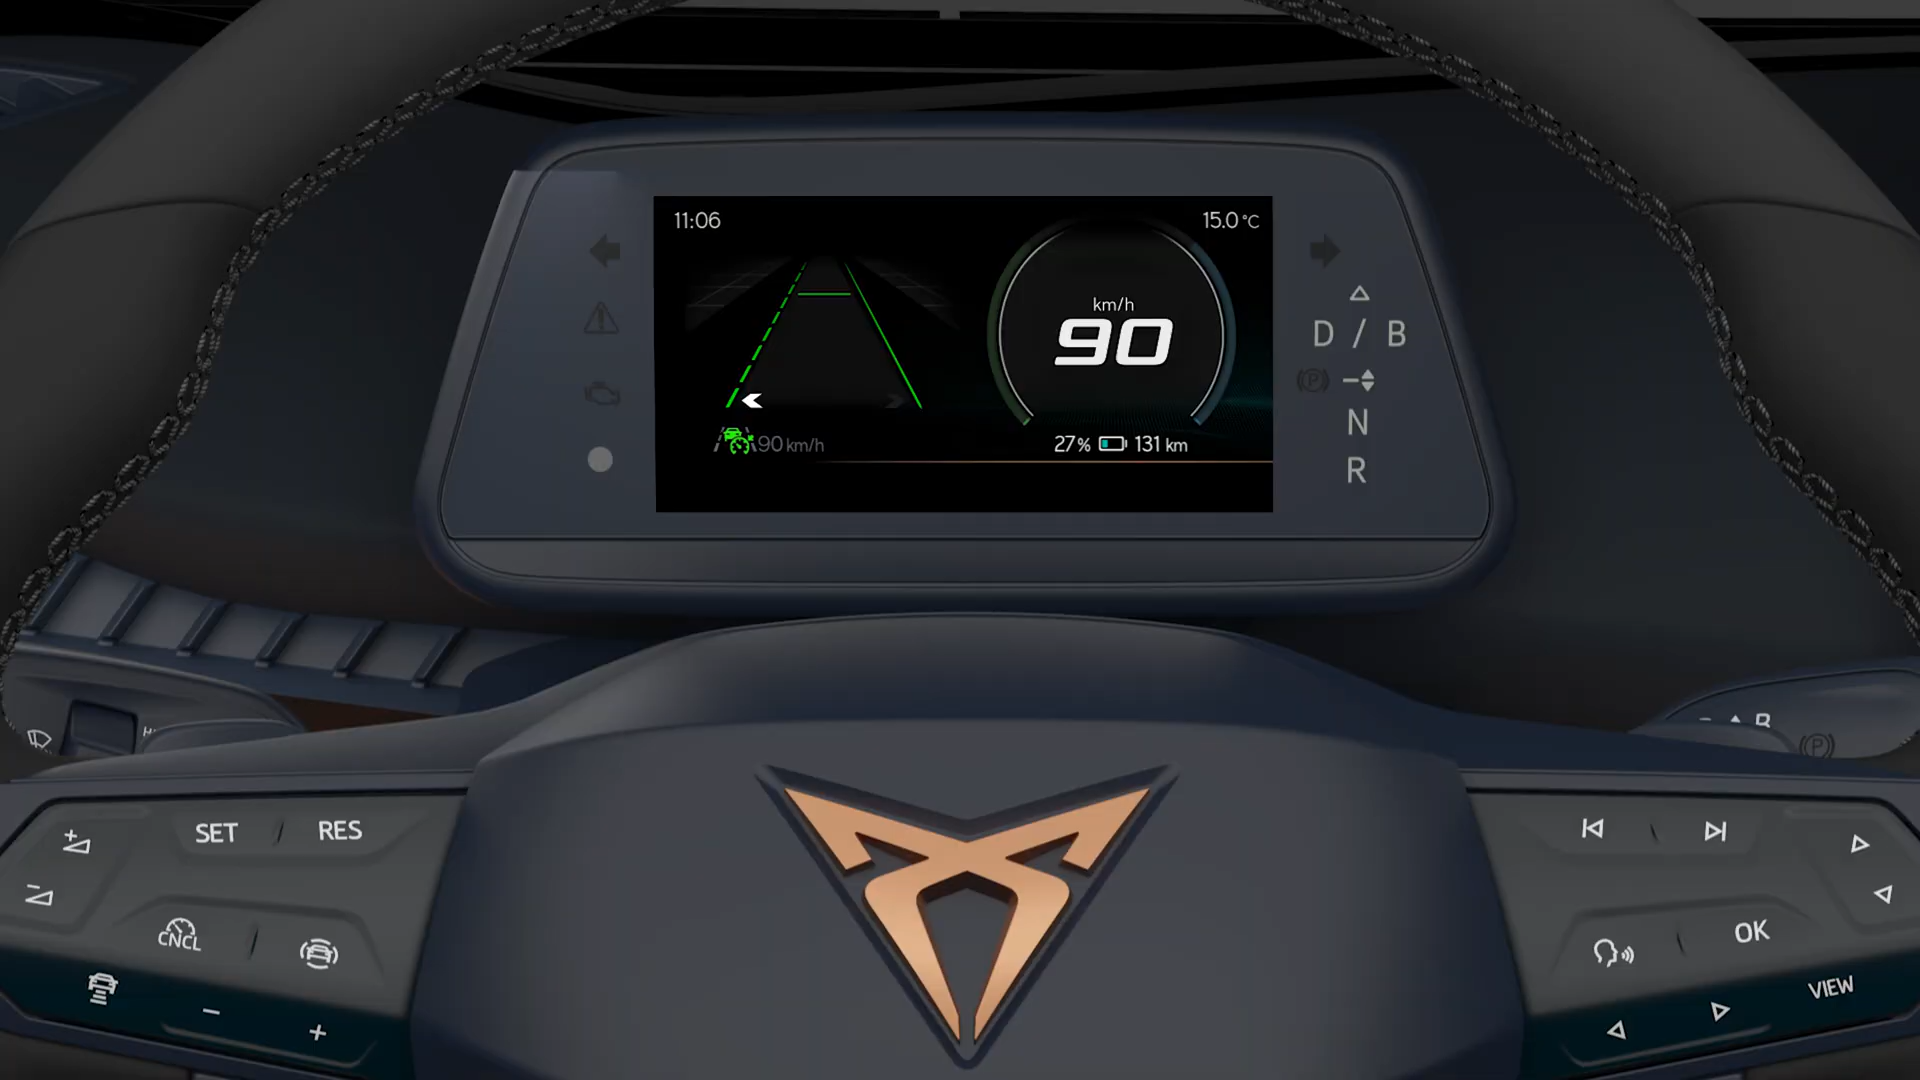 11:06
15.0 °C
km/h
90
90 km/h
27% 131 km
D / B
P
N
R
SET / RES
CNCL
R
P
OK
VIEW